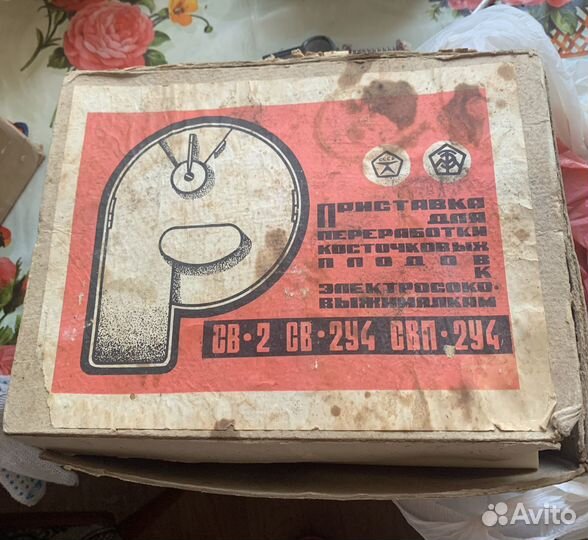 СССР
ПРИСТАВКА
ДЛЯ
ПЕРЕРАБОТКИ
КОСТОЧКОВЫХ
ПЛОДОВ
К
ЭЛЕКТРОСОКО-
ВЫЖИМАЛКАМ
СВ·2 СВ·2У4 СВП·2У4
Avito